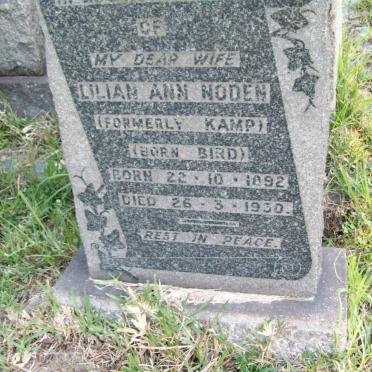 OF
MY DEAR WIFE
LILIAN ANN NODEN
(FORMERLY KAMP)
(BORN BIRD)
BORN 22·10·1892
DIED 26·3·1930.
REST IN PEACE.